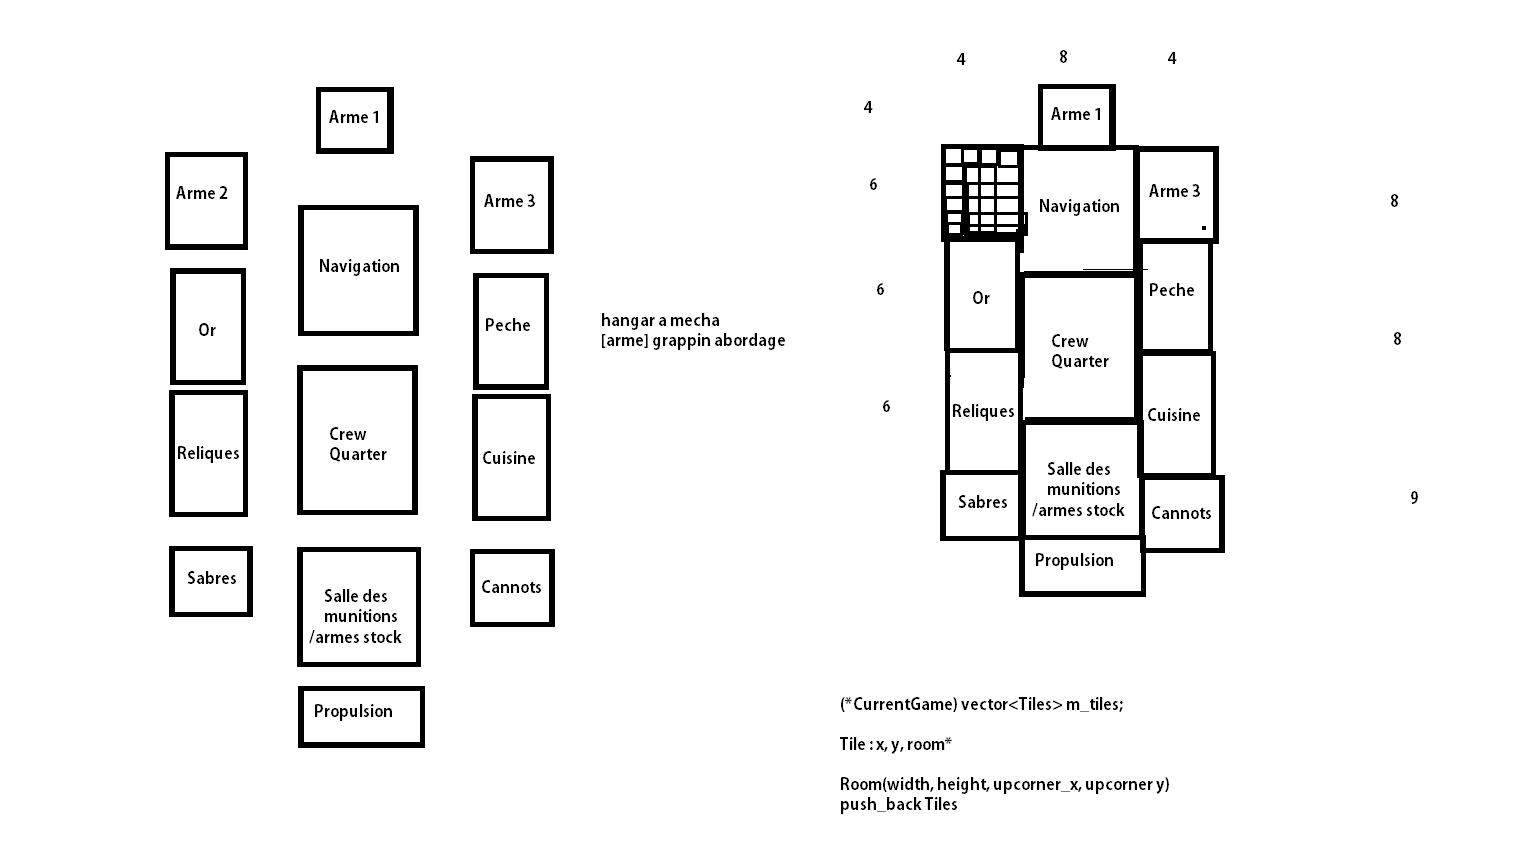 Arme 1
Arme 2
Arme 3
Navigation
Or
Peche
Reliques
Crew
Quarter
Cuisine
Sabres
Salle des
munitions
/armes stock
Cannots
Propulsion
hangar a mecha
[arme] grappin abordage
4
8
4
4
Arme 1
6
Navigation
Arme 3
8
6
Or
Peche
Crew
Quarter
8
6
Reliques
Cuisine
Sabres
Salle des
munitions
/armes stock
Cannots
9
Propulsion
(*CurrentGame) vector<Tiles> m_tiles;
Tile : x, y, room*
Room(width, height, upcorner_x, upcorner y)
push_back Tiles